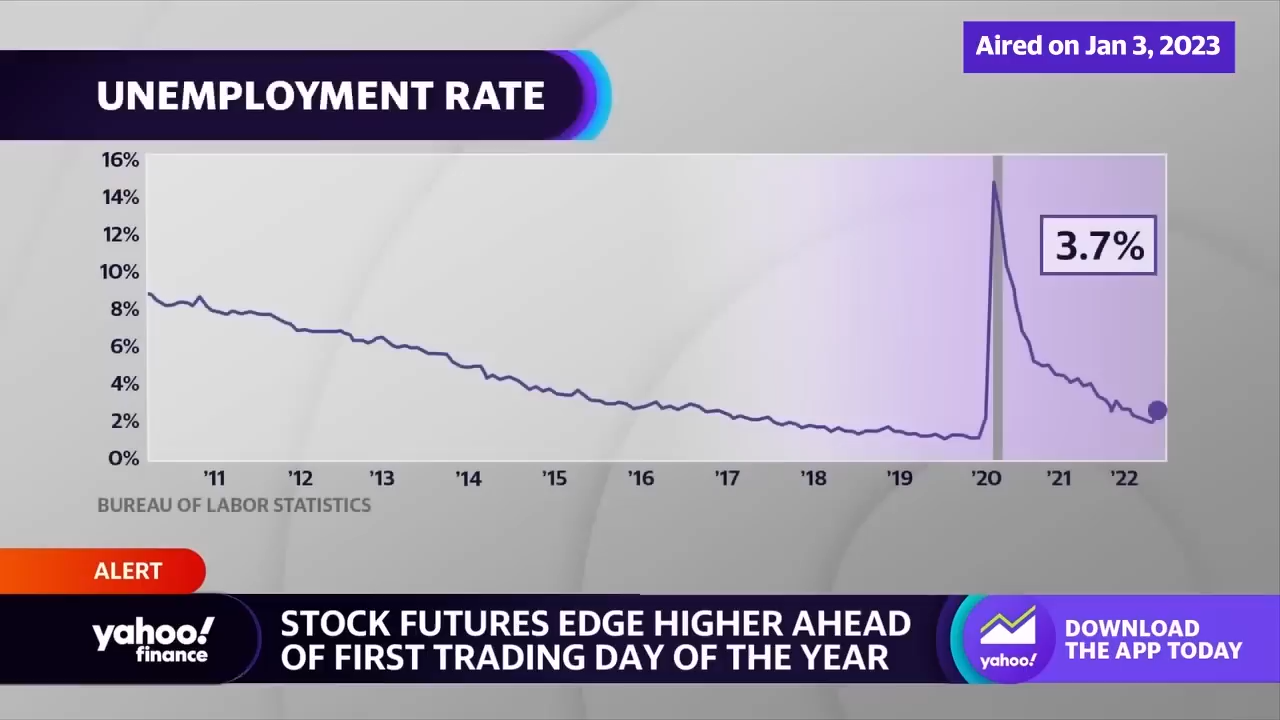 Aired on Jan 3, 2023
UNEMPLOYMENT RATE
16%
14%
12%
10%
8%
6%
4%
2%
0%
3.7%
’11 ’12 ’13 ’14 ’15 ’16 ’17 ’18 ’19 ’20 ’21 ’22
BUREAU OF LABOR STATISTICS
ALERT
yahoo!
finance
STOCK FUTURES EDGE HIGHER AHEAD
OF FIRST TRADING DAY OF THE YEAR
yahoo!
DOWNLOAD
THE APP TODAY